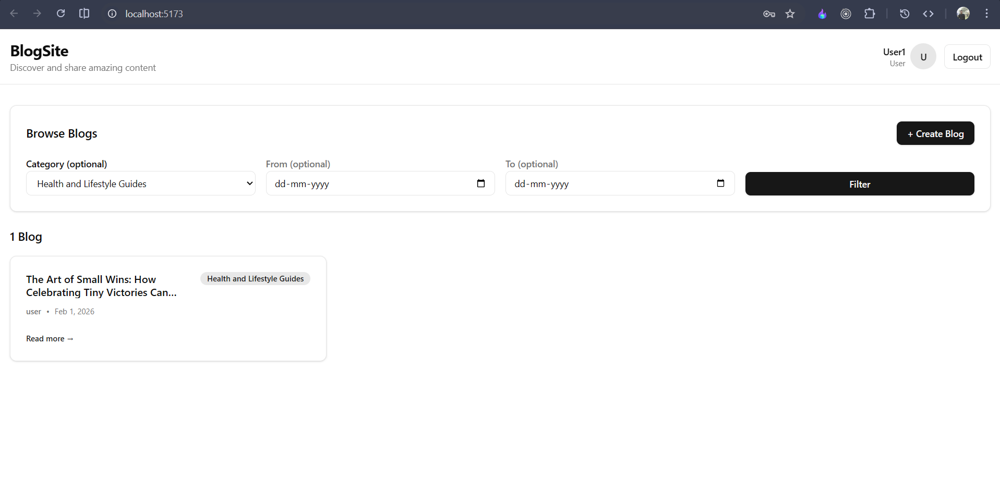 localhost:5173
BlogSite
Discover and share amazing content
User1
User
U
Logout
Browse Blogs
+ Create Blog
Category (optional)
From (optional)
To (optional)
Health and Lifestyle Guides
dd-mm-yyyy
dd-mm-yyyy
Filter
1 Blog
The Art of Small Wins: How
Celebrating Tiny Victories Can...
Health and Lifestyle Guides
user • Feb 1, 2026
Read more →